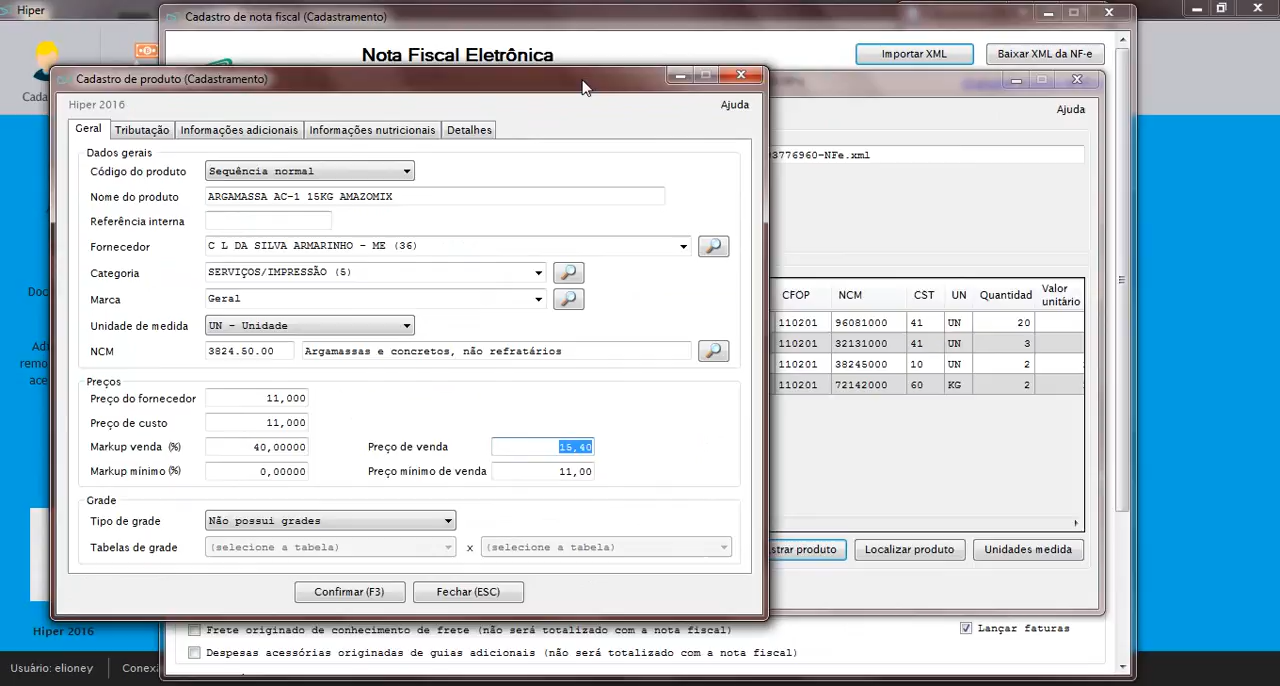 Hiper
Cadastro de nota fiscal (Cadastramento)
Nota Fiscal Eletrônica
Importar XML
Baixar XML da NF-e
Cadastro de produto (Cadastramento)
Hiper 2016
Ajuda
Ajuda
Geral
Tributação
Informações adicionais
Informações nutricionais
Detalhes
Dados gerais
Código do produto
Sequência normal
Nome do produto
ARGAMASSA AC-1 15KG AMAZOMIX
Referência interna
Fornecedor
C L DA SILVA ARMARINHO - ME (36)
Categoria
SERVIÇOS/IMPRESSÃO (5)
Marca
Geral
Unidade de medida
UN - Unidade
NCM
3824.50.00
Argamassas e concretos, não refratários
Preços
Preço do fornecedor
11,000
Preço de custo
11,000
Markup venda (%)
40,00000
Preço de venda
15,40
Markup mínimo (%)
0,00000
Preço mínimo de venda
11,00
Grade
Tipo de grade
Não possui grades
Tabelas de grade
(selecione a tabela)
x
(selecione a tabela)
Confirmar (F3)
Fechar (ESC)
3776960-NFe.xml
CFOP NCM CST UN Quantidade Valor unitário
110201 96081000 41 UN 20
110201 32131000 41 UN 3
110201 38245000 10 UN 2
110201 72142000 60 KG 2
strar produto
Localizar produto
Unidades medida
Frete originado de conhecimento de frete (não será totalizado com a nota fiscal)
Lançar faturas
Despesas acessórias originadas de guias adicionais (não será totalizado com a nota fiscal)
Cada
Do
Adi
remo
ace
Hiper 2016
Usuário: elioney
Conexã